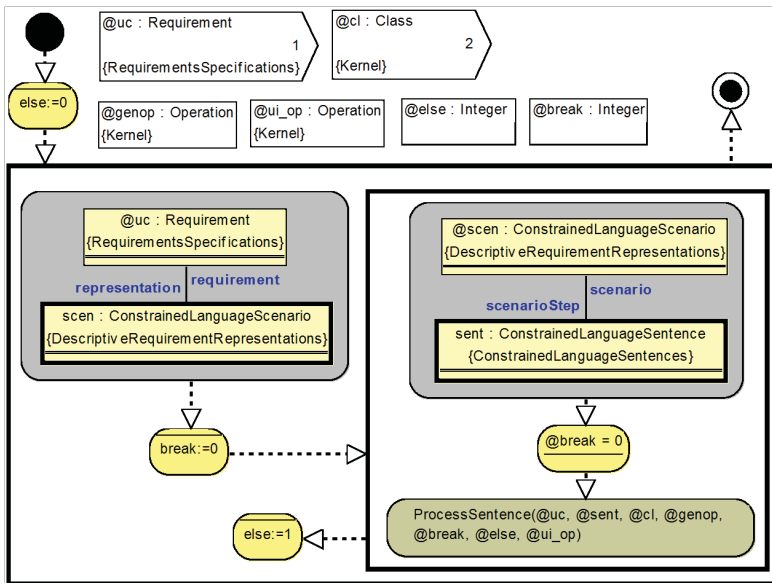 @uc : Requirement
1
{RequirementsSpecifications}
@cl : Class
2
{Kernel}
else:=0
@genop : Operation
{Kernel}
@ui_op : Operation
{Kernel}
@else : Integer
@break : Integer
@uc : Requirement
{RequirementsSpecifications}
representation
requirement
scen : ConstrainedLanguageScenario
{DescriptiveRequirementRepresentations}
break:=0
else:=1
@scen : ConstrainedLanguageScenario
{DescriptiveRequirementRepresentations}
scenario
scenarioStep
sent : ConstrainedLanguageSentence
{ConstrainedLanguageSentences}
@break = 0
ProcessSentence(@uc, @sent, @cl, @genop,
@break, @else, @ui_op)